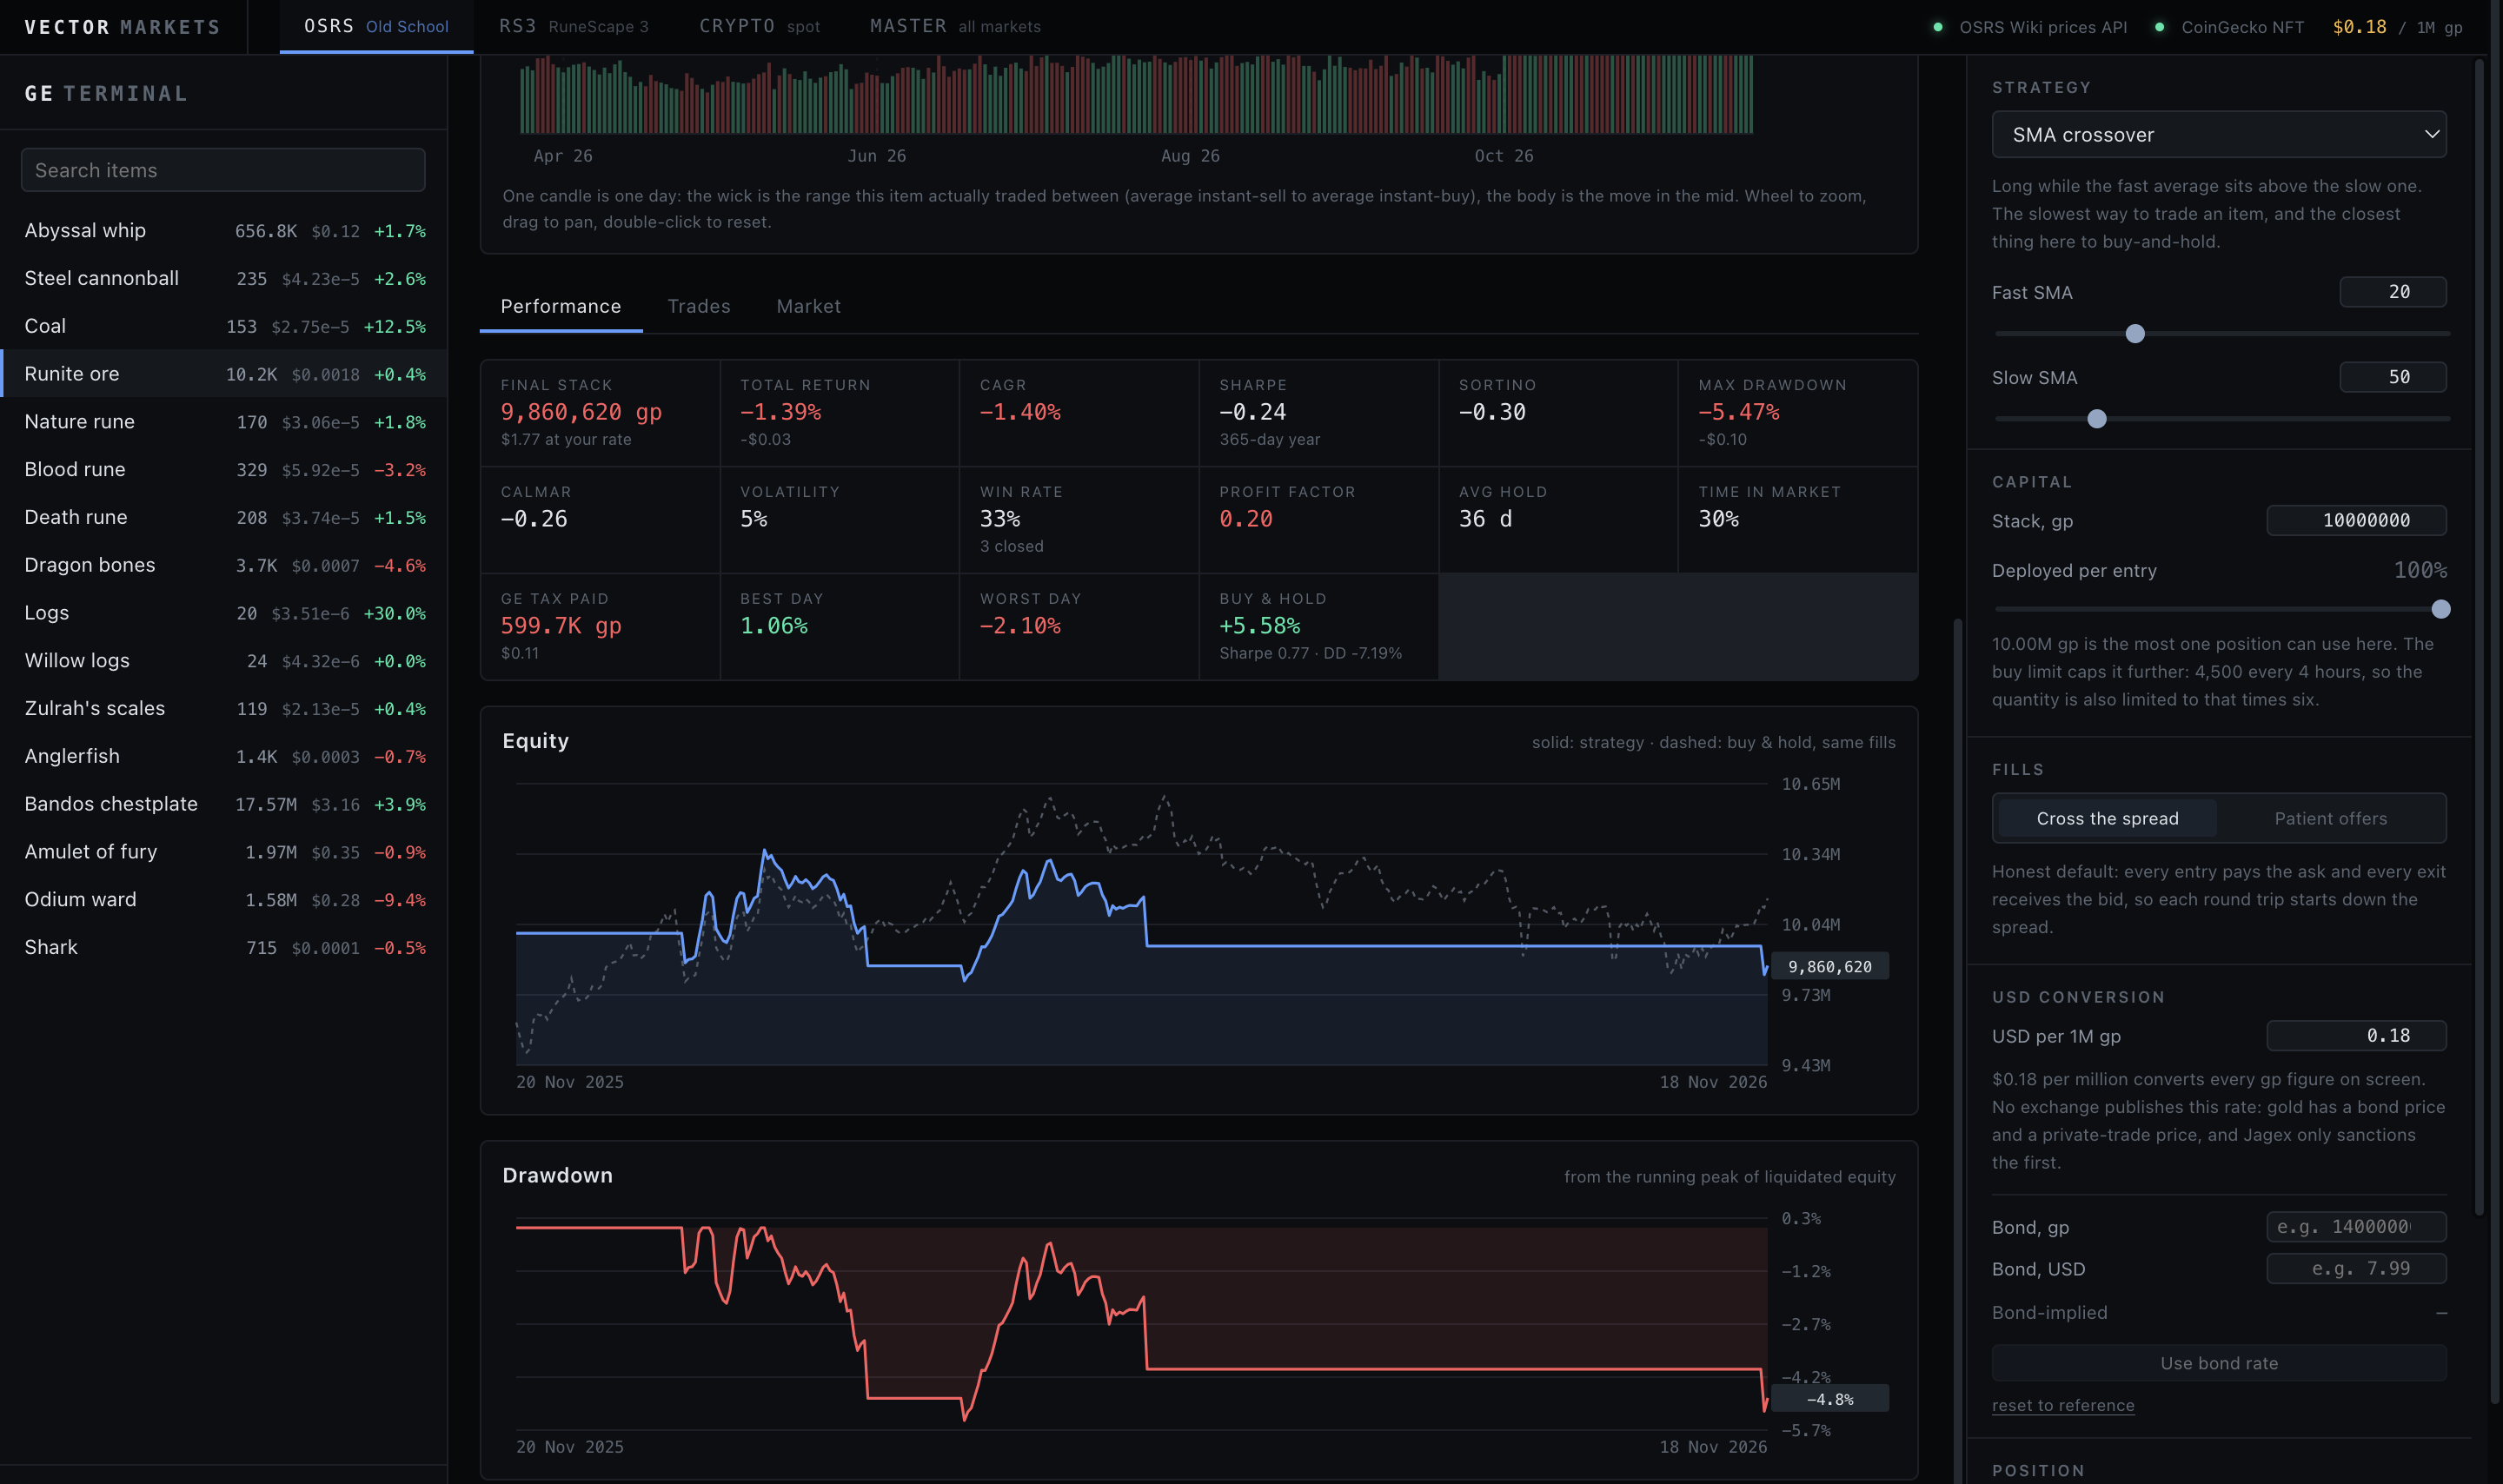 VECTOR MARKETS
OSRS Old School
RS3 RuneScape 3
CRYPTO spot
MASTER all markets
OSRS Wiki prices API
CoinGecko NFT
$0.18 / 1M gp
GE TERMINAL
Search items
Abyssal whip 656.8K $0.12 +1.7%
Steel cannonball 235 $4.23e-5 +2.6%
Coal 153 $2.75e-5 +12.5%
Runite ore 10.2K $0.0018 +0.4%
Nature rune 170 $3.06e-5 +1.8%
Blood rune 329 $5.92e-5 −3.2%
Death rune 208 $3.74e-5 +1.5%
Dragon bones 3.7K $0.0007 −4.6%
Logs 20 $3.51e-6 +30.0%
Willow logs 24 $4.32e-6 +0.0%
Zulrah's scales 119 $2.13e-5 +0.4%
Anglerfish 1.4K $0.0003 −0.7%
Bandos chestplate 17.57M $3.16 +3.9%
Amulet of fury 1.97M $0.35 −0.9%
Odium ward 1.58M $0.28 −9.4%
Shark 715 $0.0001 −0.5%
Apr 26 Jun 26 Aug 26 Oct 26
One candle is one day: the wick is the range this item actually traded between (average instant-sell to average instant-buy), the body is the move in the mid. Wheel to zoom,
drag to pan, double-click to reset.
Performance Trades Market
FINAL STACK
9,860,620 gp
$1.77 at your rate
TOTAL RETURN
−1.39%
-$0.03
CAGR
−1.40%
SHARPE
−0.24
365-day year
SORTINO
−0.30
MAX DRAWDOWN
−5.47%
-$0.10
CALMAR
−0.26
VOLATILITY
5%
WIN RATE
33%
3 closed
PROFIT FACTOR
0.20
AVG HOLD
36 d
TIME IN MARKET
30%
GE TAX PAID
599.7K gp
$0.11
BEST DAY
1.06%
WORST DAY
−2.10%
BUY & HOLD
+5.58%
Sharpe 0.77 · DD -7.19%
Equity
solid: strategy · dashed: buy & hold, same fills
10.65M
10.34M
10.04M
9,860,620
9.73M
9.43M
20 Nov 2025 18 Nov 2026
Drawdown
from the running peak of liquidated equity
0.3%
−1.2%
−2.7%
−4.2%
−4.8%
−5.7%
20 Nov 2025 18 Nov 2026
STRATEGY
SMA crossover
Long while the fast average sits above the slow one.
The slowest way to trade an item, and the closest
thing here to buy-and-hold.
Fast SMA 20
Slow SMA 50
CAPITAL
Stack, gp 10000000
Deployed per entry 100%
10.00M gp is the most one position can use here. The
buy limit caps it further: 4,500 every 4 hours, so the
quantity is also limited to that times six.
FILLS
Cross the spread Patient offers
Honest default: every entry pays the ask and every exit
receives the bid, so each round trip starts down the
spread.
USD CONVERSION
USD per 1M gp 0.18
$0.18 per million converts every gp figure on screen.
No exchange publishes this rate: gold has a bond price
and a private-trade price, and Jagex only sanctions
the first.
Bond, gp e.g. 1400000
Bond, USD e.g. 7.99
Bond-implied –
Use bond rate
reset to reference
POSITION